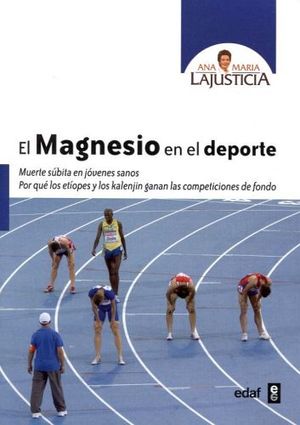 ANA MARIA
LAJUSTICIA
El Magnesio en el deporte
Muerte súbita en jóvenes sanos
Por qué los etíopes y los kalenjin ganan las competiciones de fondo
edaf